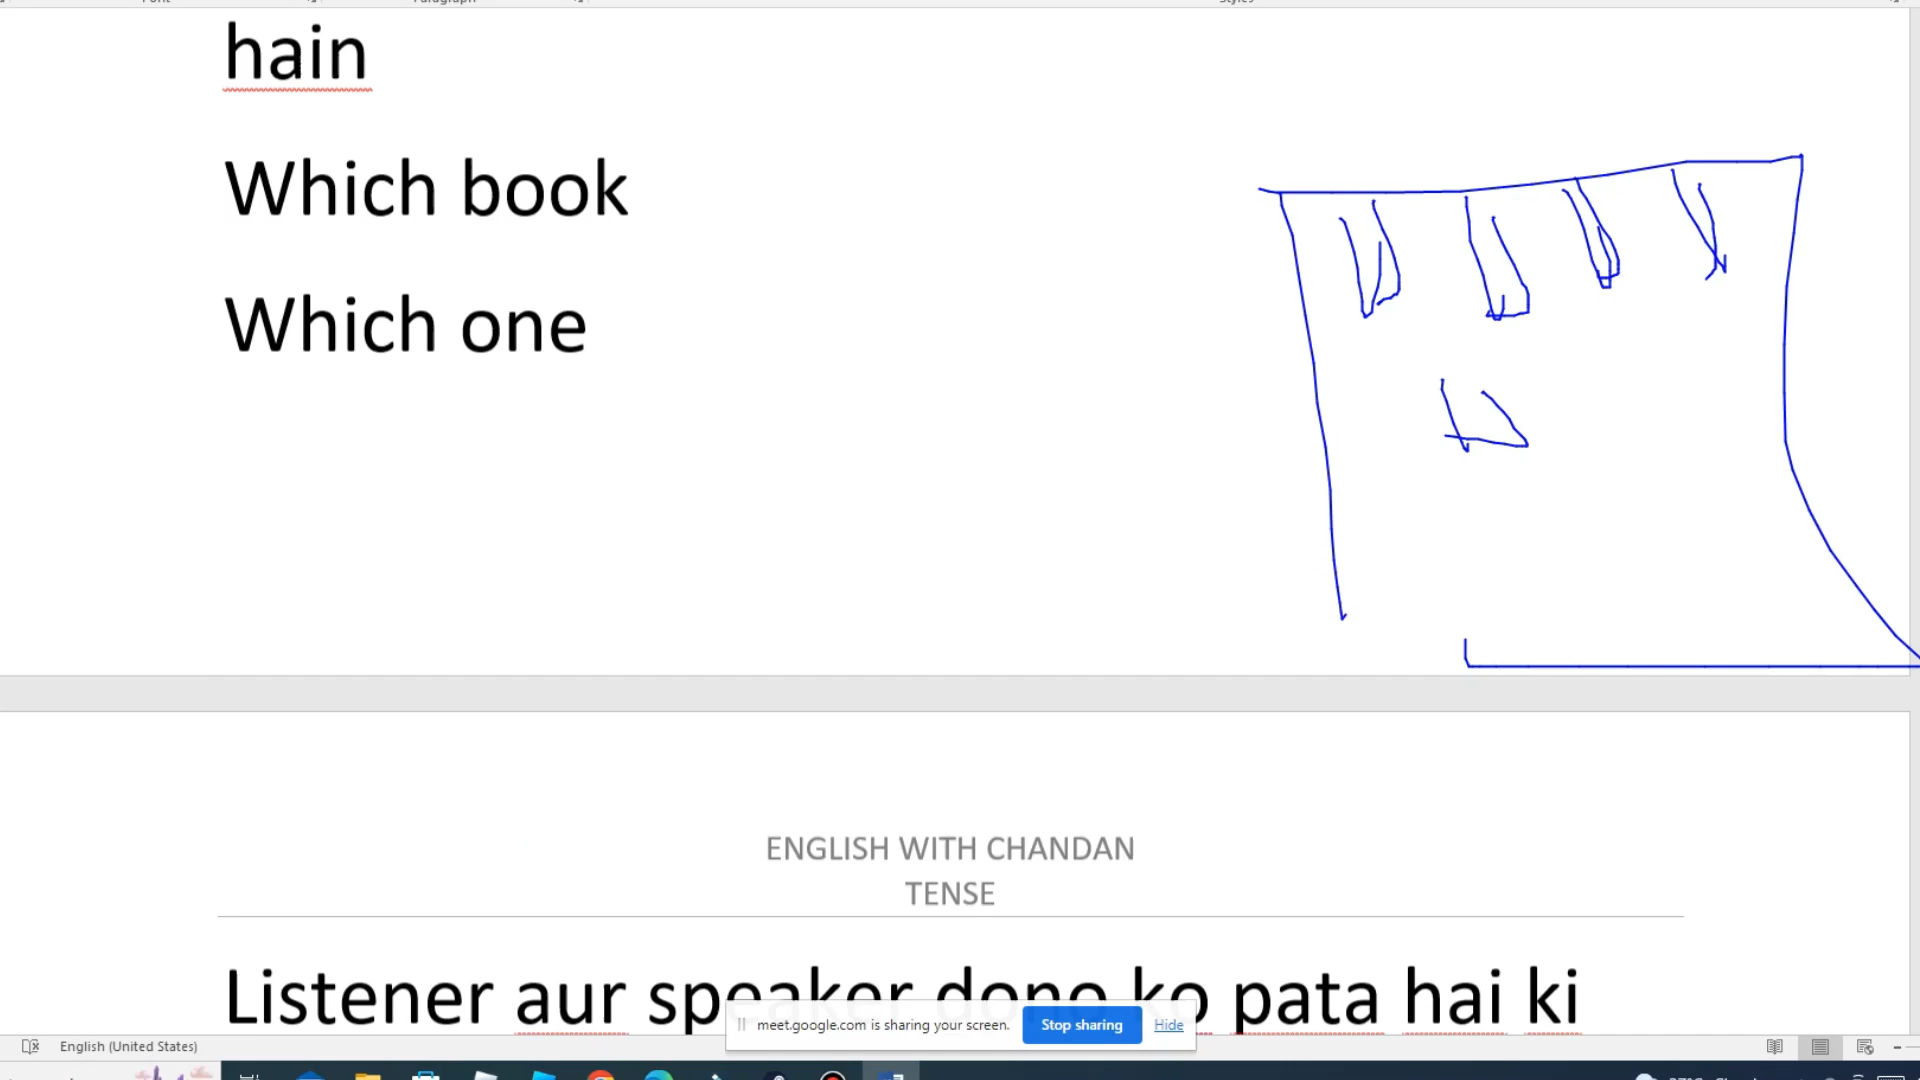 hain
Which book
Which one
ENGLISH WITH CHANDAN
TENSE
Listener aur speaker dono ko pata hai ki
meet.google.com is sharing your screen.
Stop sharing
Hide
English (United States)